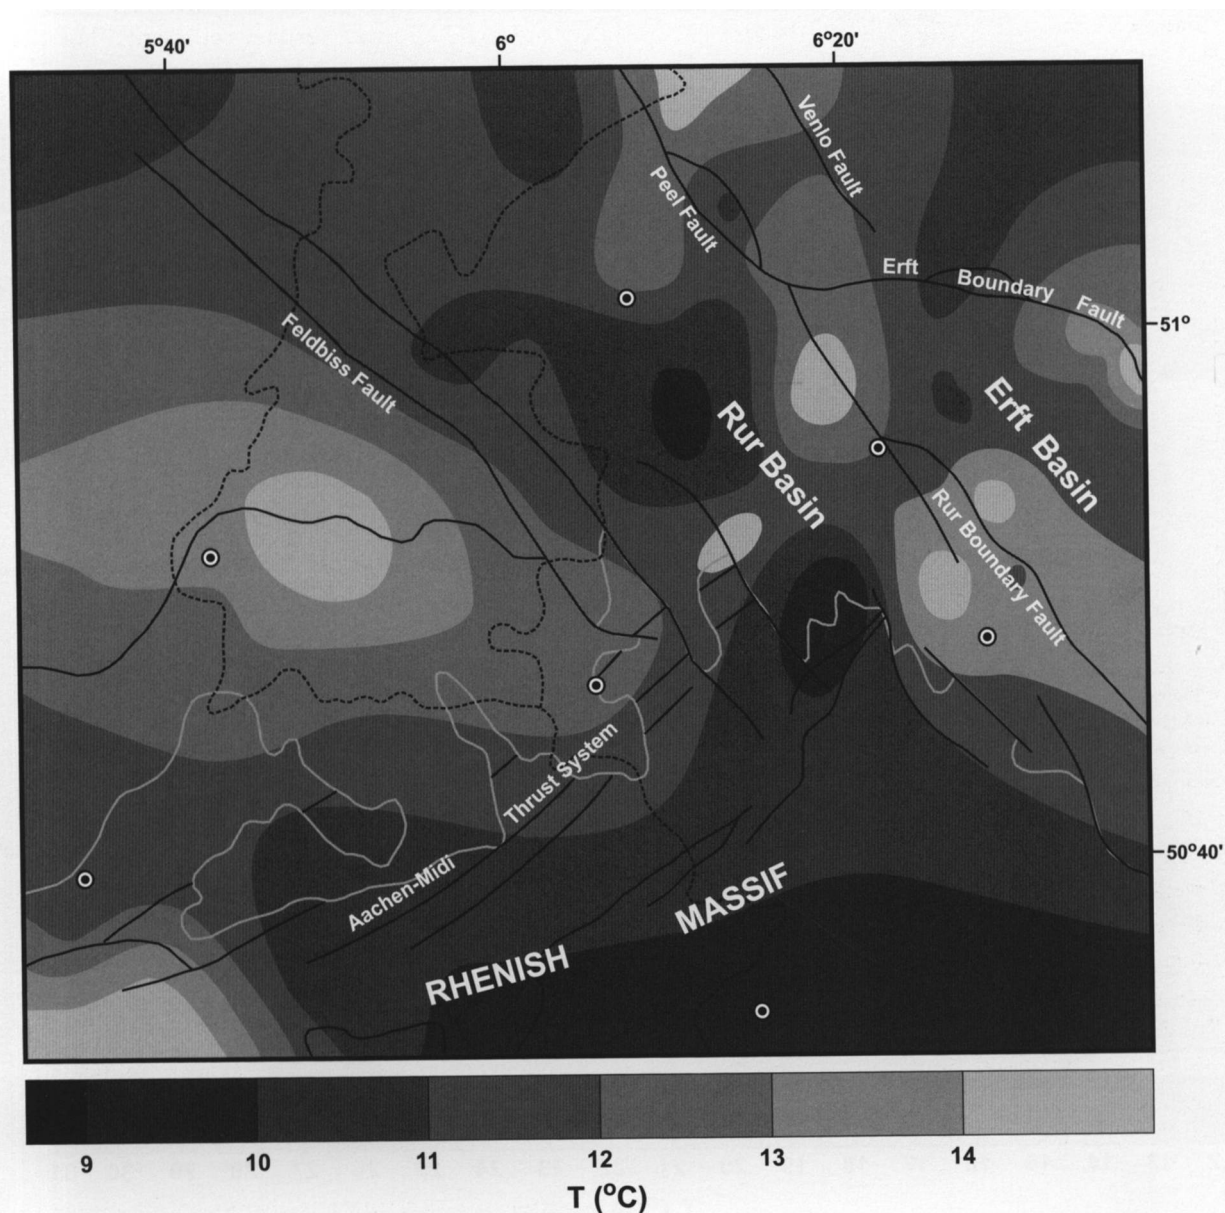 5°40'
6°
6°20'
Venlo Fault
Peel Fault
Erft Boundary Fault
51°
Feldbiss Fault
Erft Basin
Rur Basin
Rur Boundary Fault
Thrust System
Aachen-Midi
50°40'
MASSIF
RHENISH
9 10 11 12 13 14
T (°C)